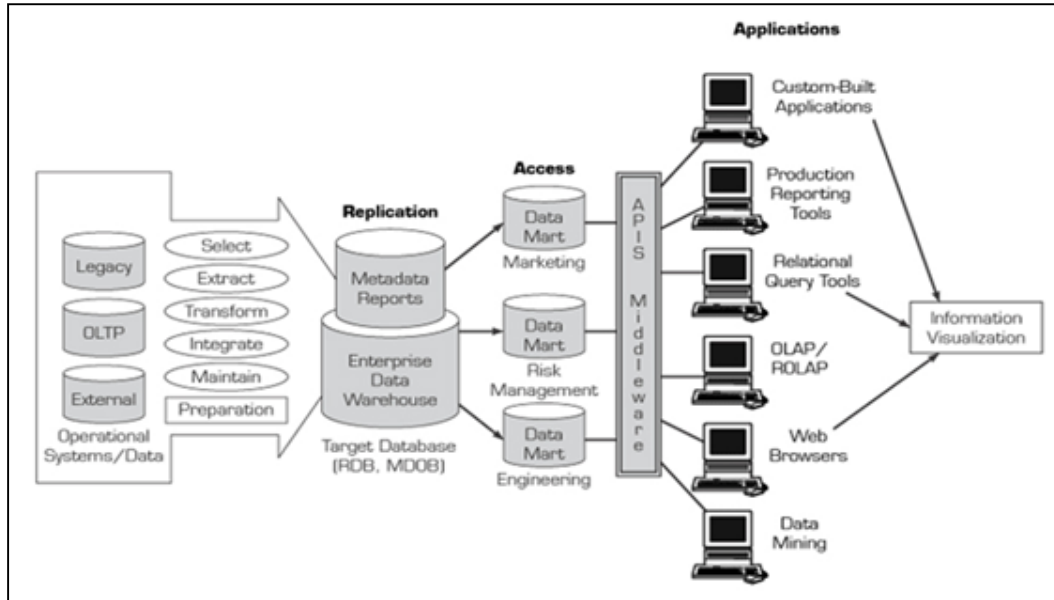 Applications
Custom-Built
Applications
Production
Reporting
Tools
Relational
Query Tools
OLAP/
ROLAP
Web
Browsers
Data
Mining
Information
Visualization
Access
Data
Mart
Marketing
Data
Mart
Risk
Management
Data
Mart
Engineering
APIS Middleware
Replication
Metadata
Reports
Enterprise
Data
Warehouse
Target Database
(RDB, MDOB)
Select
Extract
Transform
Integrate
Maintain
Preparation
Legacy
OLTP
External
Operational
Systems/Data